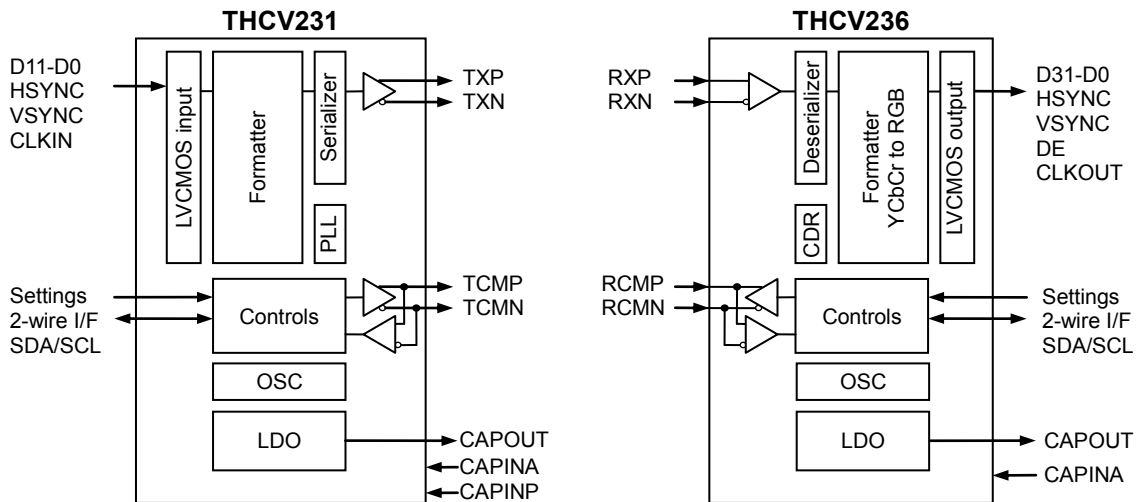 THCV231
D11-D0
HSYNC
VSYNC
CLKIN
LVCMOS input
Formatter
Serializer
PLL
TXP
TXN
Settings
2-wire I/F
SDA/SCL
Controls
TCMP
TCMN
OSC
LDO
CAPOUT
CAPINA
CAPINP
THCV236
RXP
RXN
Deserializer
CDR
Formatter
YCbCr to RGB
LVCMOS output
D31-D0
HSYNC
VSYNC
DE
CLKOUT
RCMP
RCMN
Controls
Settings
2-wire I/F
SDA/SCL
OSC
LDO
CAPOUT
CAPINA